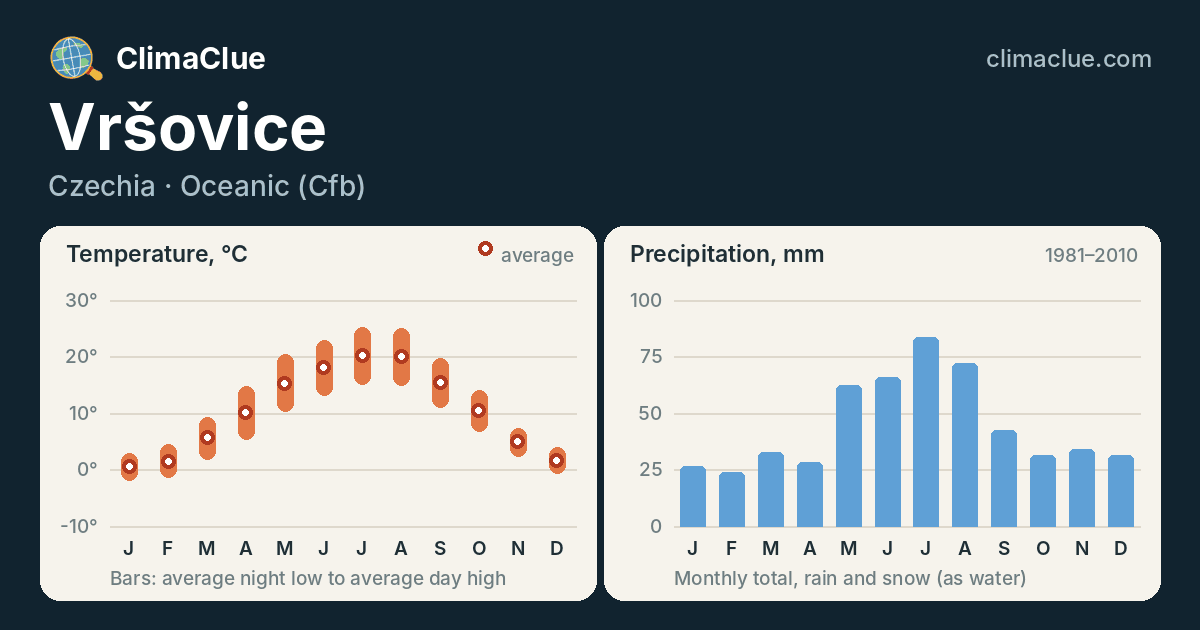 ClimaClue
climaclue.com
Vršovice
Czechia · Oceanic (Cfb)
Temperature, °C
average
30°
20°
10°
0°
-10°
J F M A M J J A S O N D
Bars: average night low to average day high
Precipitation, mm
1981–2010
100
75
50
25
0
J F M A M J J A S O N D
Monthly total, rain and snow (as water)